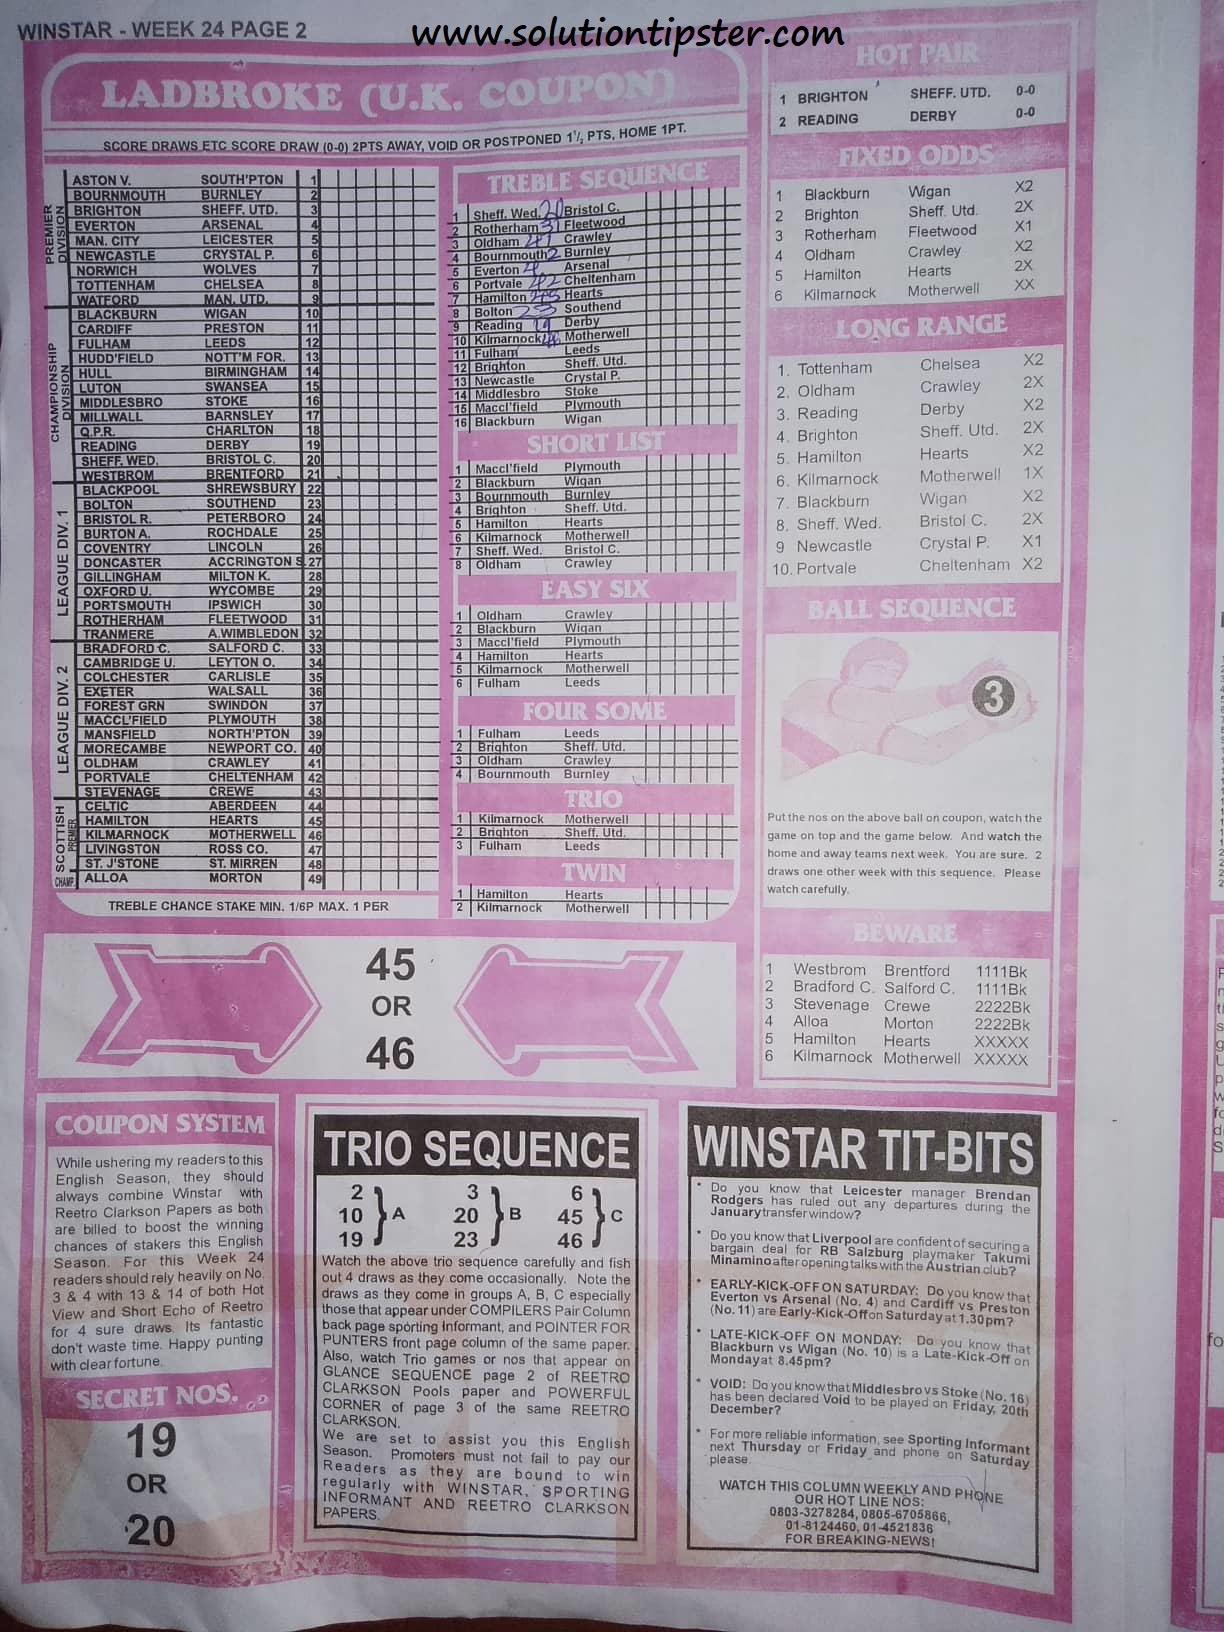 WINSTAR - WEEK 24 PAGE 2
www.solutiontipster.com
LADBROKE (U.K. COUPON)
SCORE DRAWS ETC SCORE DRAW (0-0) 2PTS AWAY, VOID OR POSTPONED 1½ PTS, HOME 1PT.
PREMIER DIVISION
ASTON V. SOUTH'PTON 1
BOURNMOUTH BURNLEY 2
BRIGHTON SHEFF. UTD. 3
EVERTON ARSENAL 4
MAN. CITY LEICESTER 5
NEWCASTLE CRYSTAL P. 6
NORWICH WOLVES 7
TOTTENHAM CHELSEA 8
WATFORD MAN. UTD. 9
CHAMPIONSHIP DIVISION
BLACKBURN WIGAN 10
CARDIFF PRESTON 11
FULHAM LEEDS 12
HUDD'FIELD NOTT'M FOR. 13
HULL BIRMINGHAM 14
LUTON SWANSEA 15
MIDDLESBRO STOKE 16
MILLWALL BARNSLEY 17
Q.P.R. CHARLTON 18
READING DERBY 19
SHEFF. WED. BRISTOL C. 20
WESTBROM BRENTFORD 21
LEAGUE DIV. 1
BLACKPOOL SHREWSBURY 22
BOLTON SOUTHEND 23
BRISTOL R. PETERBORO 24
BURTON A. ROCHDALE 25
COVENTRY LINCOLN 26
DONCASTER ACCRINGTON S. 27
GILLINGHAM MILTON K. 28
OXFORD U. WYCOMBE 29
PORTSMOUTH IPSWICH 30
ROTHERHAM FLEETWOOD 31
TRANMERE A.WIMBLEDON 32
LEAGUE DIV. 2
BRADFORD C. SALFORD C. 33
CAMBRIDGE U. LEYTON O. 34
COLCHESTER CARLISLE 35
EXETER WALSALL 36
FOREST GRN SWINDON 37
MACCL'FIELD PLYMOUTH 38
MANSFIELD NORTH'PTON 39
MORECAMBE NEWPORT CO. 40
OLDHAM CRAWLEY 41
PORTVALE CHELTENHAM 42
STEVENAGE CREWE 43
SCOTTISH PREMIER
CELTIC ABERDEEN 44
HAMILTON HEARTS 45
KILMARNOCK MOTHERWELL 46
LIVINGSTON ROSS CO. 47
ST. J'STONE ST. MIRREN 48
CHAMP. ALLOA MORTON 49
TREBLE CHANCE STAKE MIN. 1/6P MAX. 1 PER
TREBLE SEQUENCE
1 Sheff. Wed. 20 Bristol C.
2 Rotherham 31 Fleetwood
3 Oldham 41 Crawley
4 Bournmouth 2 Burnley
5 Everton 4 Arsenal
6 Portvale 42 Cheltenham
7 Hamilton 45 Hearts
8 Bolton 23 Southend
9 Reading 19 Derby
10 Kilmarnock 46 Motherwell
11 Fulham Leeds
12 Brighton Sheff. Utd.
13 Newcastle Crystal P.
14 Middlesbro Stoke
15 Maccl'field Plymouth
16 Blackburn Wigan
SHORT LIST
1 Maccl'field Plymouth
2 Blackburn Wigan
3 Bournmouth Burnley
4 Brighton Sheff. Utd.
5 Hamilton Hearts
6 Kilmarnock Motherwell
7 Sheff. Wed. Bristol C.
8 Oldham Crawley
EASY SIX
1 Oldham Crawley
2 Blackburn Wigan
3 Maccl'field Plymouth
4 Hamilton Hearts
5 Kilmarnock Motherwell
6 Fulham Leeds
FOUR SOME
1 Fulham Leeds
2 Brighton Sheff. Utd.
3 Oldham Crawley
4 Bournmouth Burnley
TRIO
1 Kilmarnock Motherwell
2 Brighton Sheff. Utd.
3 Fulham Leeds
TWIN
1 Hamilton Hearts
2 Kilmarnock Motherwell
HOT PAIR
1 BRIGHTON SHEFF. UTD. 0-0
2 READING DERBY 0-0
FIXED ODDS
1 Blackburn Wigan X2
2 Brighton Sheff. Utd. 2X
3 Rotherham Fleetwood X1
4 Oldham Crawley X2
5 Hamilton Hearts 2X
6 Kilmarnock Motherwell XX
LONG RANGE
1. Tottenham Chelsea X2
2. Oldham Crawley 2X
3. Reading Derby X2
4. Brighton Sheff. Utd. 2X
5. Hamilton Hearts X2
6. Kilmarnock Motherwell 1X
7. Blackburn Wigan X2
8. Sheff. Wed. Bristol C. 2X
9 Newcastle Crystal P. X1
10. Portvale Cheltenham X2
BALL SEQUENCE
3
Put the nos on the above ball on coupon, watch the
game on top and the game below. And watch the
home and away teams next week. You are sure. 2
draws one other week with this sequence. Please
watch carefully.
BEWARE
1 Westbrom Brentford 1111Bk
2 Bradford C. Salford C. 1111Bk
3 Stevenage Crewe 2222Bk
4 Alloa Morton 2222Bk
5 Hamilton Hearts XXXXX
6 Kilmarnock Motherwell XXXXX
45
OR
46
COUPON SYSTEM
While ushering my readers to this
English Season, they should
always combine Winstar with
Reetro Clarkson Papers as both
are billed to boost the winning
chances of stakers this English
Season. For this Week 24
readers should rely heavily on No.
3 & 4 with 13 & 14 of both Hot
View and Short Echo of Reetro
for 4 sure draws. Its fantastic
don't waste time. Happy punting
with clear fortune.
SECRET NOS.
19
OR
20
TRIO SEQUENCE
2 3 6
10 A 20 B 45 C
19 23 46
Watch the above trio sequence carefully and fish
out 4 draws as they come occasionally. Note the
draws as they come in groups A, B, C especially
those that appear under COMPILERS Pair Column
back page sporting Informant, and POINTER FOR
PUNTERS front page column of the same paper.
Also, watch Trio games or nos that appear on
GLANCE SEQUENCE page 2 of REETRO
CLARKSON Pools paper and POWERFUL
CORNER of page 3 of the same REETRO
CLARKSON.
We are set to assist you this English
Season. Promoters must not fail to pay our
Readers as they are bound to win
regularly with WINSTAR, SPORTING
INFORMANT AND REETRO CLARKSON
PAPERS.
WINSTAR TIT-BITS
* Do you know that Leicester manager Brendan
Rodgers has ruled out any departures during the
January transfer window?
* Do you know that Liverpool are confident of securing a
bargain deal for RB Salzburg playmaker Takumi
Minamino after opening talks with the Austrian club?
* EARLY-KICK-OFF ON SATURDAY: Do you know that
Everton vs Arsenal (No. 4) and Cardiff vs Preston
(No. 11) are Early-Kick-Off on Saturday at 1.30pm?
* LATE-KICK-OFF ON MONDAY: Do you know that
Blackburn vs Wigan (No. 10) is a Late-Kick-Off on
Monday at 8.45pm?
* VOID: Do you know that Middlesbro vs Stoke (No. 16)
has been declared Void to be played on Friday, 20th
December?
* For more reliable information, see Sporting Informant
next Thursday or Friday and phone on Saturday
please.
WATCH THIS COLUMN WEEKLY AND PHONE
OUR HOT LINE NOS:
0803-3278284, 0805-6705866,
01-8124460, 01-4521836
FOR BREAKING-NEWS!